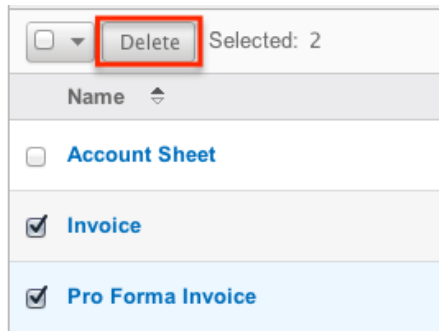 Delete Selected: 2
Name
Account Sheet
Invoice
Pro Forma Invoice